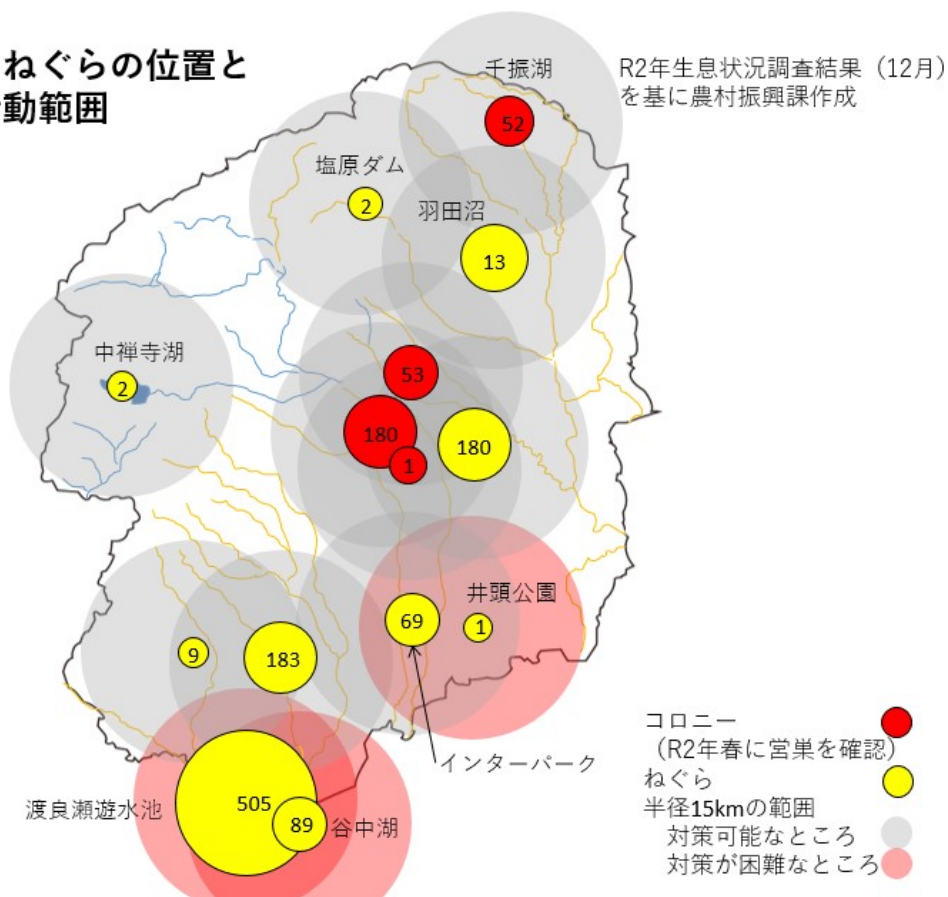 ねぐらの位置と
動範囲
R2年生息状況調査結果（12月）
を基に農村振興課作成
千振湖
52
塩原ダム
2
羽田沼
13
中禅寺湖
2
53
180
180
1
井頭公園
69
1
9
183
インターパーク
渡良瀬遊水池
505
89
谷中湖
コロニー
（R2年春に営巣を確認）
ねぐら
半径15kmの範囲
対策可能なところ
対策が困難なところ